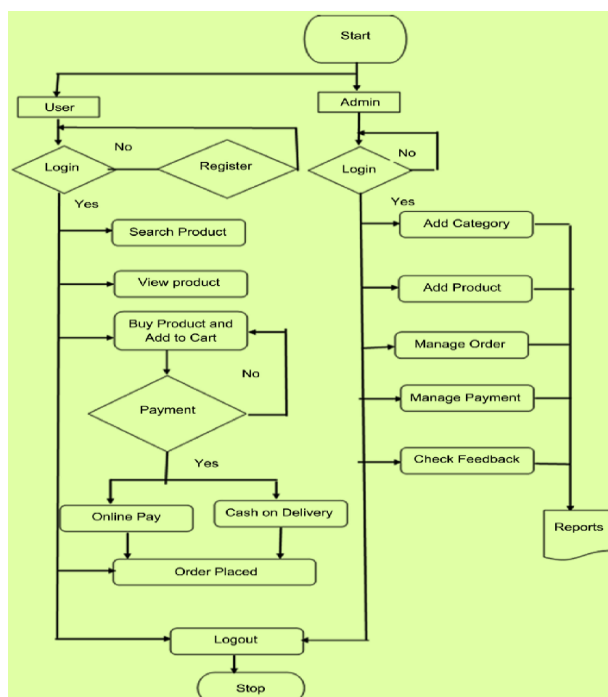 Start
User
Admin
Login
No
Register
Login
No
Yes
Yes
Search Product
Add Category
View product
Add Product
Buy Product and
Add to Cart
Manage Order
No
Payment
Manage Payment
Yes
Check Feedback
Online Pay
Cash on Delivery
Reports
Order Placed
Logout
Stop